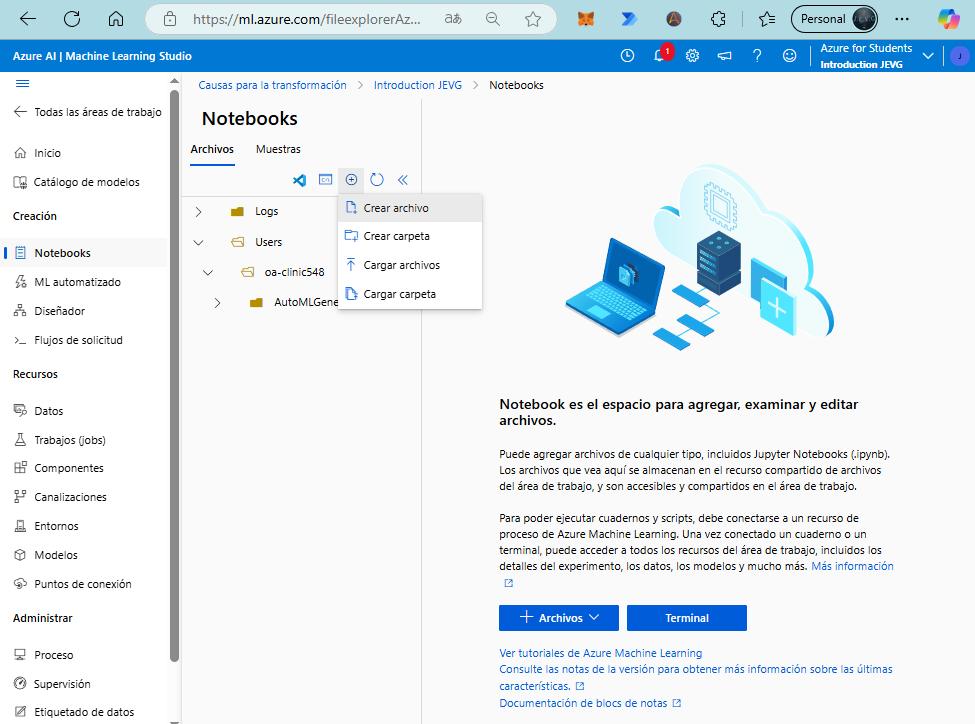 https://ml.azure.com/fileexplorerAz...
aあ
Personal
Azure AI | Machine Learning Studio
1
Azure for Students
Introduction JEVG
J
Todas las áreas de trabajo
Inicio
Catálogo de modelos
Creación
Notebooks
ML automatizado
Diseñador
Flujos de solicitud
Recursos
Datos
Trabajos (jobs)
Componentes
Canalizaciones
Entornos
Modelos
Puntos de conexión
Administrar
Proceso
Supervisión
Etiquetado de datos
Causas para la transformación > Introduction JEVG > Notebooks
Notebooks
Archivos Muestras
Logs
Users
oa-clinic548
AutoMLGene
Crear archivo
Crear carpeta
Cargar archivos
Cargar carpeta
Notebook es el espacio para agregar, examinar y editar
archivos.
Puede agregar archivos de cualquier tipo, incluidos Jupyter Notebooks (.ipynb).
Los archivos que vea aquí se almacenan en el recurso compartido de archivos
del área de trabajo, y son accesibles y compartidos en el área de trabajo.
Para poder ejecutar cuadernos y scripts, debe conectarse a un recurso de
proceso de Azure Machine Learning. Una vez conectado un cuaderno o un
terminal, puede acceder a todos los recursos del área de trabajo, incluidos los
detalles del experimento, los datos, los modelos y mucho más. Más información
Archivos
Terminal
Ver tutoriales de Azure Machine Learning
Consulte las notas de la versión para obtener más información sobre las últimas
características.
Documentación de blocs de notas